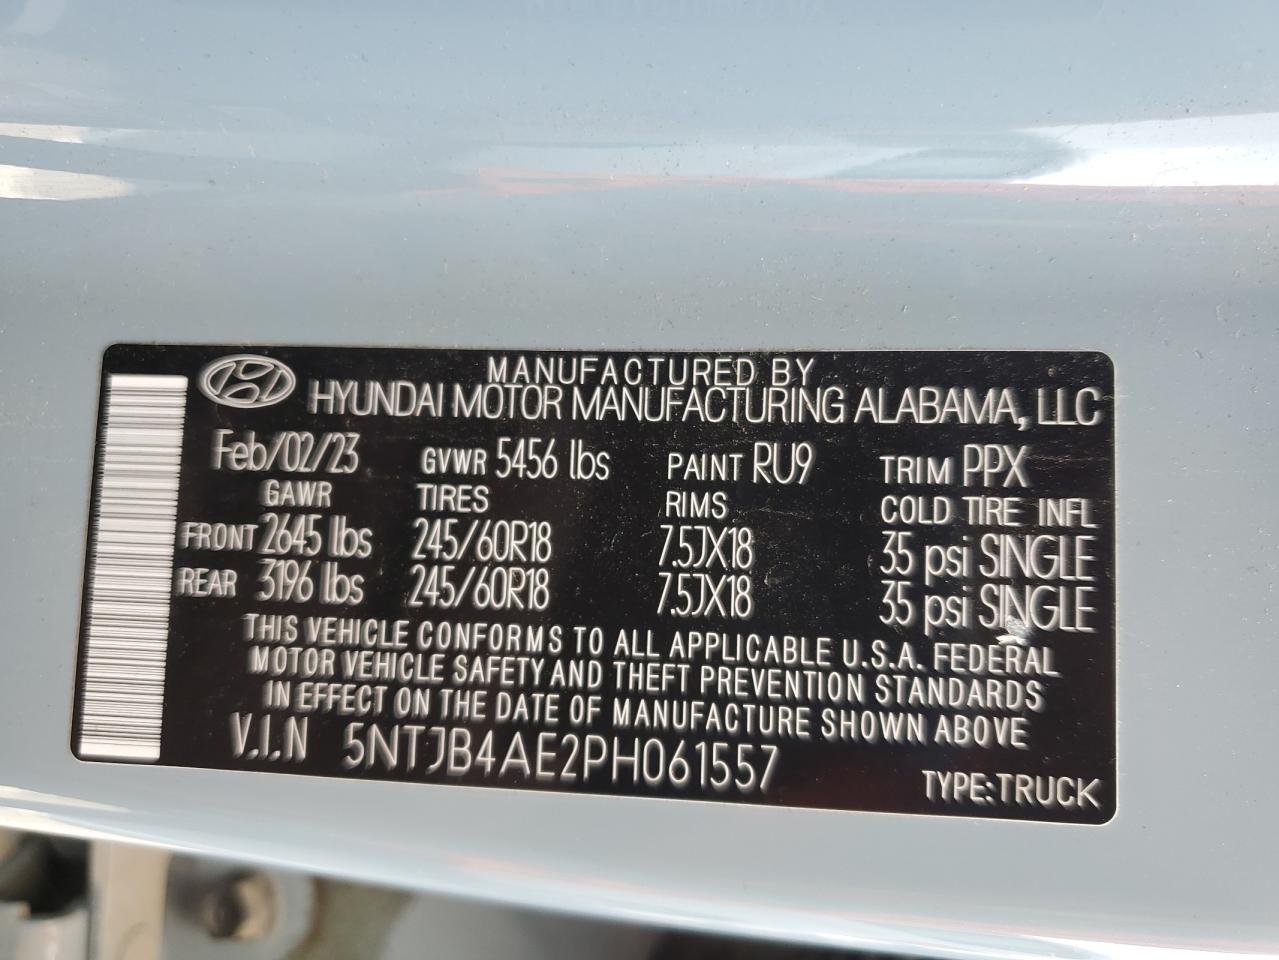 MANUFACTURED BY
HYUNDAI MOTOR MANUFACTURING ALABAMA, LLC
Feb/02/23 GVWR 5456 lbs PAINT RU9 TRIM PPX
GAWR TIRES RIMS COLD TIRE INFL
FRONT 2645 lbs 245/60R18 7.5JX18 35 psi SINGLE
REAR 3196 lbs 245/60R18 7.5JX18 35 psi SINGLE
THIS VEHICLE CONFORMS TO ALL APPLICABLE U.S.A. FEDERAL
MOTOR VEHICLE SAFETY AND THEFT PREVENTION STANDARDS
IN EFFECT ON THE DATE OF MANUFACTURE SHOWN ABOVE
V.I.N 5NTJB4AE2PH061557
TYPE:TRUCK